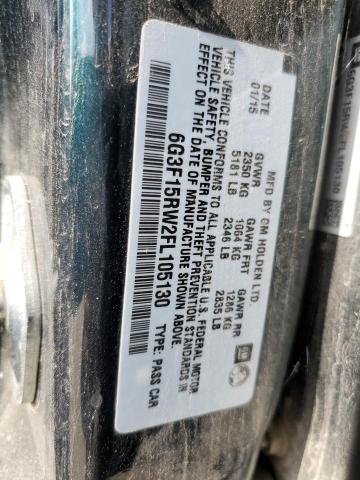 MFD BY GM HOLDEN LTD.
DATE GVWR GAWR FRT GAWR RR
01/15 2350 KG 1064 KG 1286 KG
5181 LB 2346 LB 2835 LB
THIS VEHICLE CONFORMS TO ALL APPLICABLE U.S. FEDERAL MOTOR
VEHICLE SAFETY, BUMPER AND THEFT PREVENTION STANDARDS IN
EFFECT ON THE DATE OF MANUFACTURE SHOWN ABOVE.
6G3F15RW2FL105130 TYPE: PASS CAR
GM